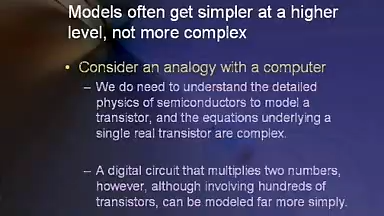 Models often get simpler at a higher
level, not more complex
• Consider an analogy with a computer
– We do need to understand the detailed
physics of semiconductors to model a
transistor, and the equations underlying a
single real transistor are complex.
– A digital circuit that multiplies two numbers,
however, although involving hundreds of
transistors, can be modeled far more simply.